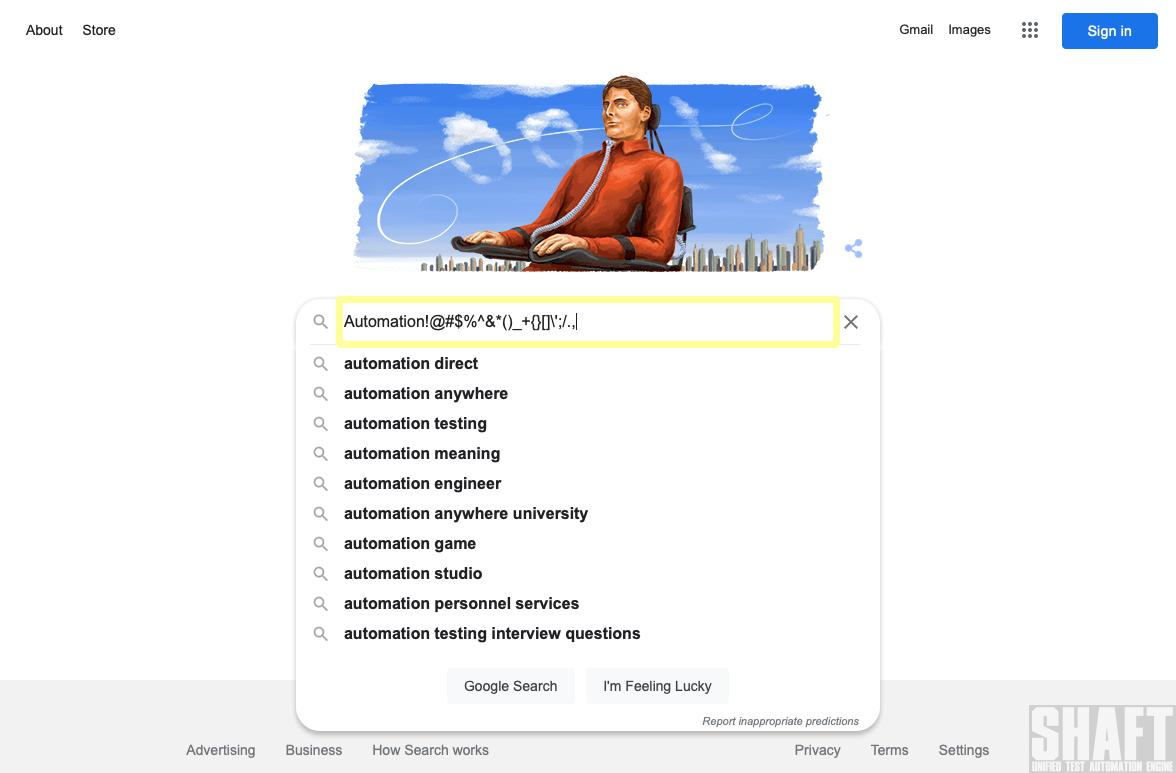 About Store Gmail Images Sign in
Automation!@#$%^&*()_+{}[]\';/.,
automation direct
automation anywhere
automation testing
automation meaning
automation engineer
automation anywhere university
automation game
automation studio
automation personnel services
automation testing interview questions
Google Search I'm Feeling Lucky
Report inappropriate predictions
Advertising Business How Search works Privacy Terms Settings
SHAFT
UNIFIED TEST AUTOMATION ENGINE